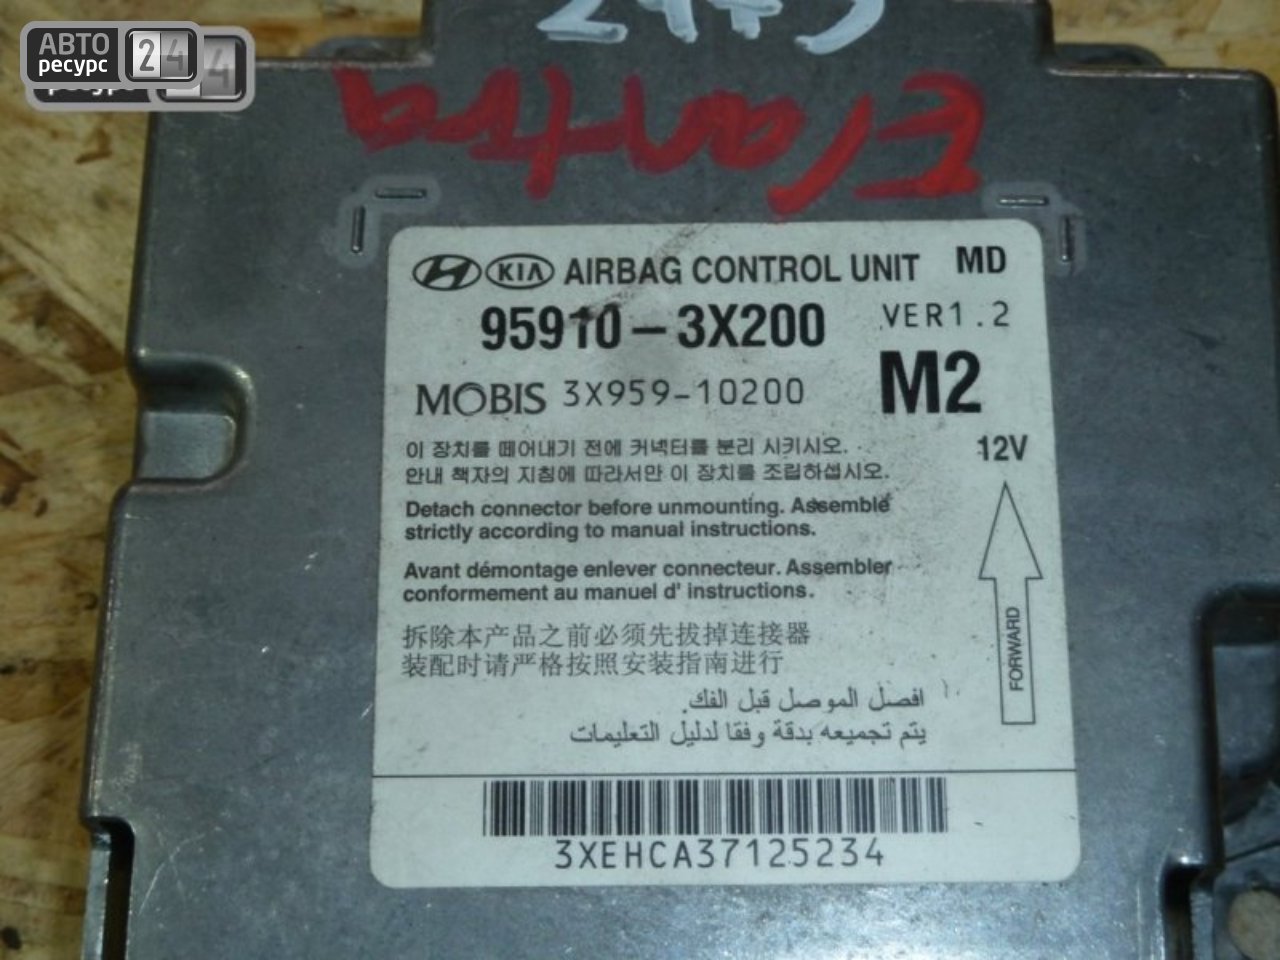 АВТО
ресурс
24
Elantra
HYUNDAI KIA AIRBAG CONTROL UNIT MD
95910-3X200 VER1.2
M2
MOBIS 3X959-10200
이 장치를 떼어내기 전에 커넥터를 분리 시키시오.
12V
안내 책자의 지침에 따라서만 이 장치를 조립하십시오.
Detach connector before unmounting. Assemble
strictly according to manual instructions.
Avant démontage enlever connecteur. Assembler
conformement au manuel d' instructions.
FORWARD
拆除本产品之前必须先拔掉连接器
装配时请严格按照安装指南进行
افصل الموصل قبل الفك.
يتم تجميعه بدقة وفقا لدليل التعليمات
3XEHCA37125234